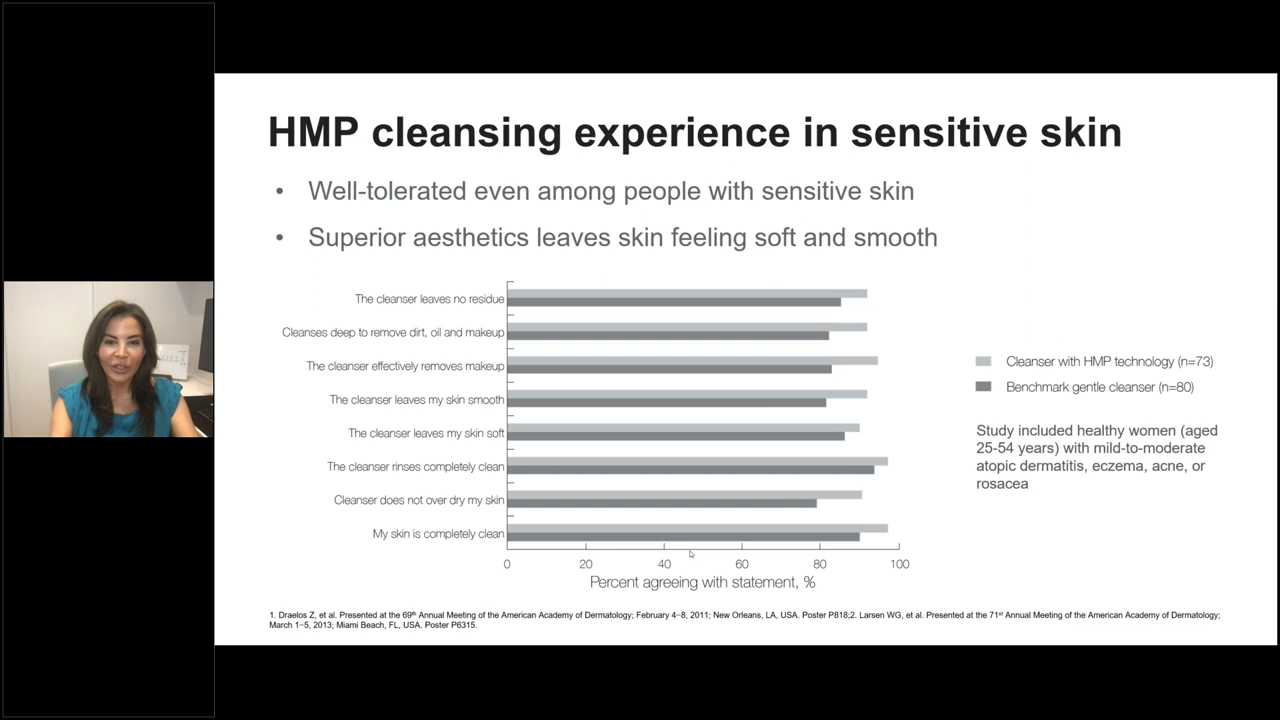 HMP cleansing experience in sensitive skin
• Well-tolerated even among people with sensitive skin
• Superior aesthetics leaves skin feeling soft and smooth
The cleanser leaves no residue
Cleanses deep to remove dirt, oil and makeup
The cleanser effectively removes makeup
The cleanser leaves my skin smooth
The cleanser leaves my skin soft
The cleanser rinses completely clean
Cleanser does not over dry my skin
My skin is completely clean
0 20 40 60 80 100
Percent agreeing with statement, %
Cleanser with HMP technology (n=73)
Benchmark gentle cleanser (n=80)
Study included healthy women (aged
25-54 years) with mild-to-moderate
atopic dermatitis, eczema, acne, or
rosacea
1. Draelos Z, et al. Presented at the 69th Annual Meeting of the American Academy of Dermatology; February 4–8, 2011; New Orleans, LA, USA. Poster P818;2. Larsen WG, et al. Presented at the 71st Annual Meeting of the American Academy of Dermatology;
March 1–5, 2013; Miami Beach, FL, USA. Poster P6315.